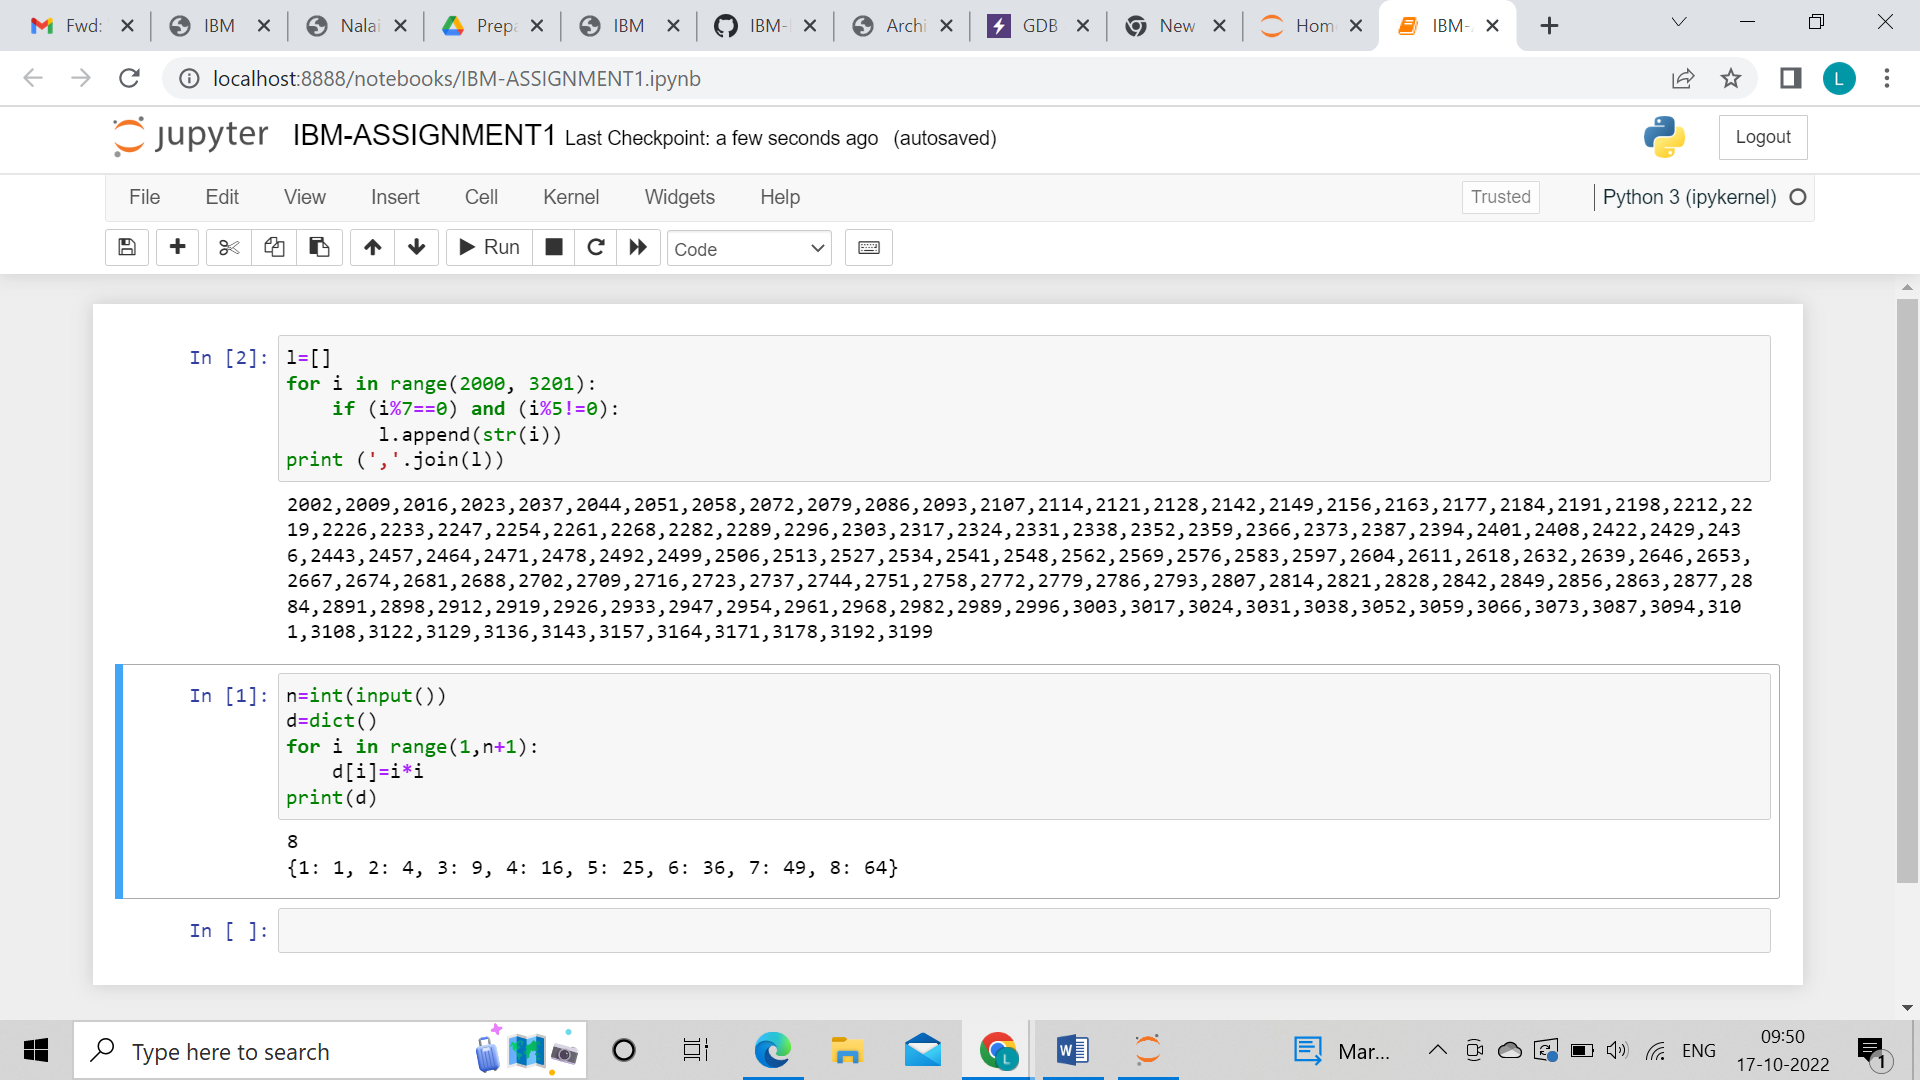 Fwd:
IBM
Nalai
Prepa
IBM
IBM-
Archi
GDB
New
Hom
IBM-
localhost:8888/notebooks/IBM-ASSIGNMENT1.ipynb
L
jupyter IBM-ASSIGNMENT1 Last Checkpoint: a few seconds ago (autosaved)
Logout
File Edit View Insert Cell Kernel Widgets Help
Trusted Python 3 (ipykernel)
Run Code
In [2]:
l=[]
for i in range(2000, 3201):
    if (i%7==0) and (i%5!=0):
        l.append(str(i))
print (','.join(l))
2002,2009,2016,2023,2037,2044,2051,2058,2072,2079,2086,2093,2107,2114,2121,2128,2142,2149,2156,2163,2177,2184,2191,2198,2212,22
19,2226,2233,2247,2254,2261,2268,2282,2289,2296,2303,2317,2324,2331,2338,2352,2359,2366,2373,2387,2394,2401,2408,2422,2429,243
6,2443,2457,2464,2471,2478,2492,2499,2506,2513,2527,2534,2541,2548,2562,2569,2576,2583,2597,2604,2611,2618,2632,2639,2646,2653,
2667,2674,2681,2688,2702,2709,2716,2723,2737,2744,2751,2758,2772,2779,2786,2793,2807,2814,2821,2828,2842,2849,2856,2863,2877,28
84,2891,2898,2912,2919,2926,2933,2947,2954,2961,2968,2982,2989,2996,3003,3017,3024,3031,3038,3052,3059,3066,3073,3087,3094,310
1,3108,3122,3129,3136,3143,3157,3164,3171,3178,3192,3199
In [1]:
n=int(input())
d=dict()
for i in range(1,n+1):
    d[i]=i*i
print(d)
8
{1: 1, 2: 4, 3: 9, 4: 16, 5: 25, 6: 36, 7: 49, 8: 64}
In [ ]:
Type here to search
L
W
Mar...
ENG
09:50
17-10-2022
1